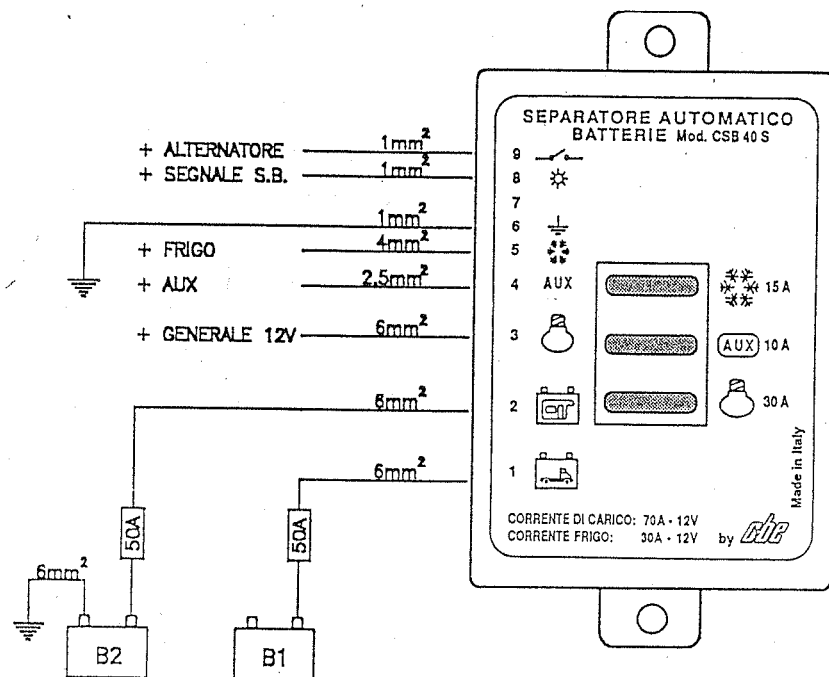 SEPARATORE AUTOMATICO
BATTERIE Mod. CSB 40 S
+ ALTERNATORE 1mm² 9
+ SEGNALE S.B. 1mm² 8
7
1mm² 6
+ FRIGO 4mm² 5
+ AUX 2,5mm² 4 AUX 15 A
+ GENERALE 12V 6mm² 3 AUX 10 A
6mm² 2 30 A
6mm² 1
Made in Italy
CORRENTE DI CARICO: 70A - 12V
CORRENTE FRIGO: 30A - 12V by cbe
50A 50A
6mm²
B2 B1